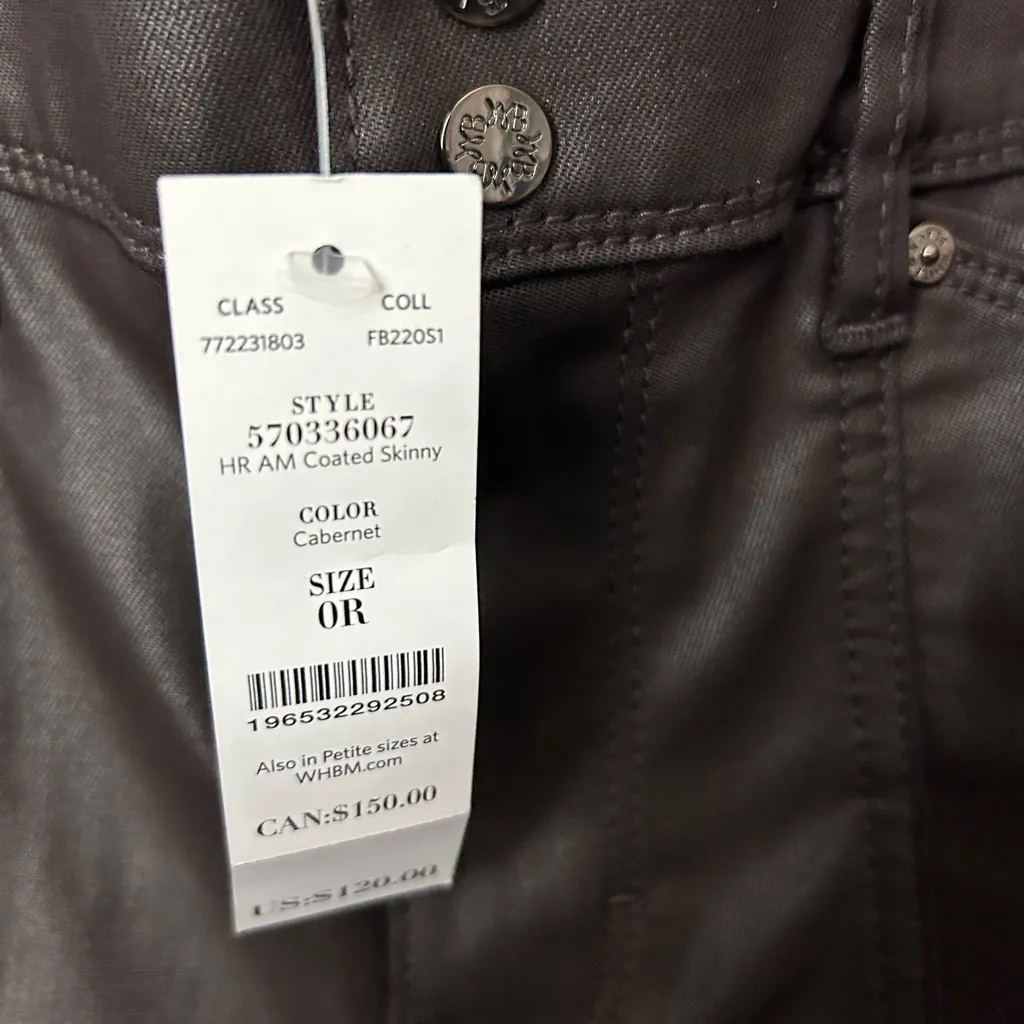 CLASS COLL
772231803 FB220S1
STYLE
570336067
HR AM Coated Skinny
COLOR
Cabernet
SIZE
0R
196532292508
Also in Petite sizes at
WHBM.com
CAN:$150.00
US:$120.00